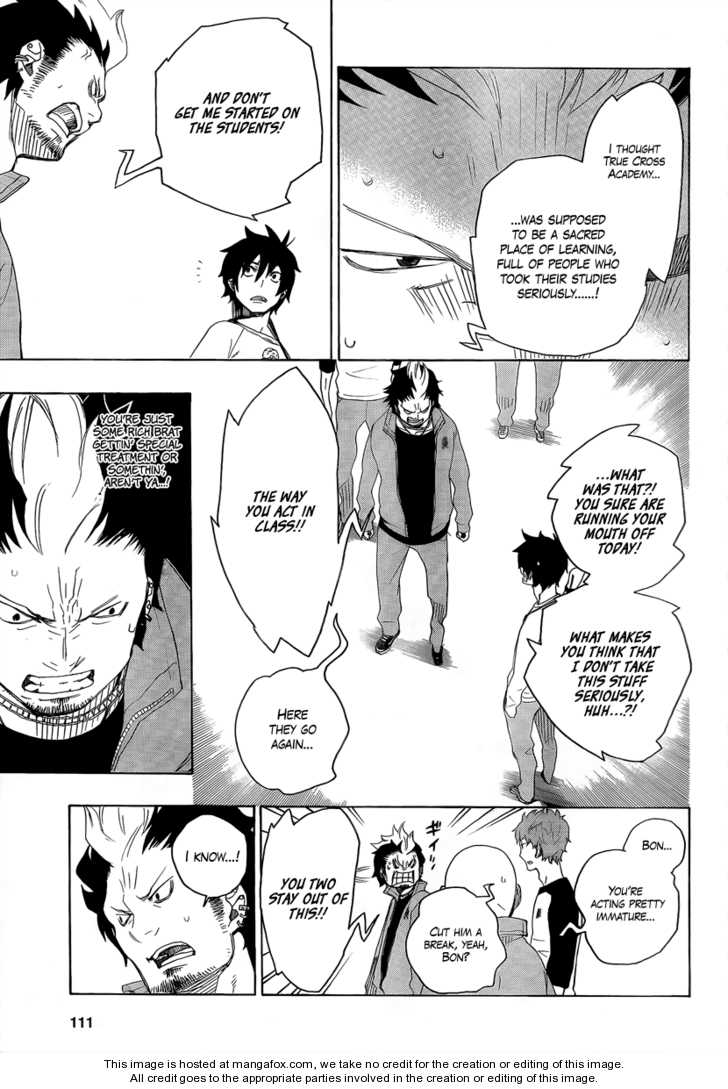 I THOUGHT
TRUE CROSS
ACADEMY...
...WAS SUPPOSED
TO BE A SACRED
PLACE OF LEARNING,
FULL OF PEOPLE WHO
TOOK THEIR STUDIES
SERIOUSLY......!
AND DON'T
GET ME STARTED ON
THE STUDENTS!
...WHAT
WAS THAT?!
YOU SURE ARE
RUNNING YOUR
MOUTH OFF
TODAY!
WHAT MAKES
YOU THINK THAT
I DON'T TAKE
THIS STUFF
SERIOUSLY,
HUH...?!
THE WAY
YOU ACT IN
CLASS!!
HERE
THEY GO
AGAIN...
YOU'RE JUST
SOME RICH BRAT
GETTIN' SPECIAL
TREATMENT OR
SOMETHIN',
AREN'T YA...!
BON...
YOU'RE
ACTING PRETTY
IMMATURE...
CUT HIM A
BREAK, YEAH,
BON?
ギィッ!
YOU TWO
STAY OUT OF
THIS!!
I KNOW...!
111
This image is hosted at mangafox.com, we take no credit for the creation or editing of this image.
All credit goes to the appropriate parties involved in the creation or editing of this image.